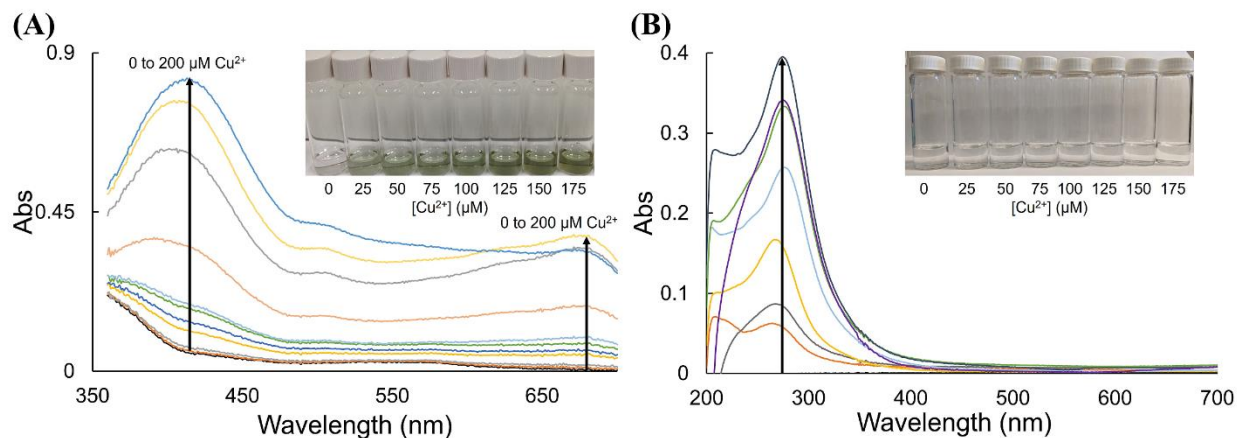 (A)
0.9
0 to 200 µM Cu²⁺
0 25 50 75 100 125 150 175
[Cu²⁺] (µM)
0.45
0 to 200 µM Cu²⁺
Abs
0
350 450 550 650
Wavelength (nm)
(B)
0.4
0 25 50 75 100 125 150 175
[Cu²⁺] (µM)
0.3
0.2
Abs
0.1
0
200 300 400 500 600 700
Wavelength (nm)